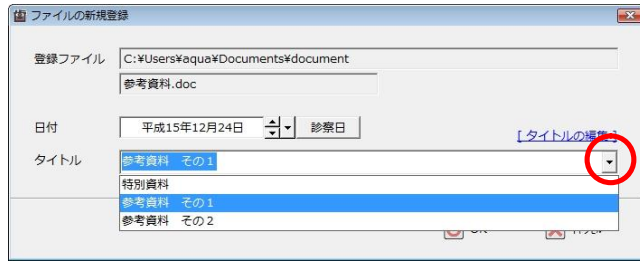 ファイルの新規登録
登録ファイル C:¥Users¥aqua¥Documents¥document
参考資料.doc
日付 平成15年12月24日 診察日
[ タイトルの編集 ]
タイトル 参考資料 その1
特別資料
参考資料 その1
参考資料 その2
OK